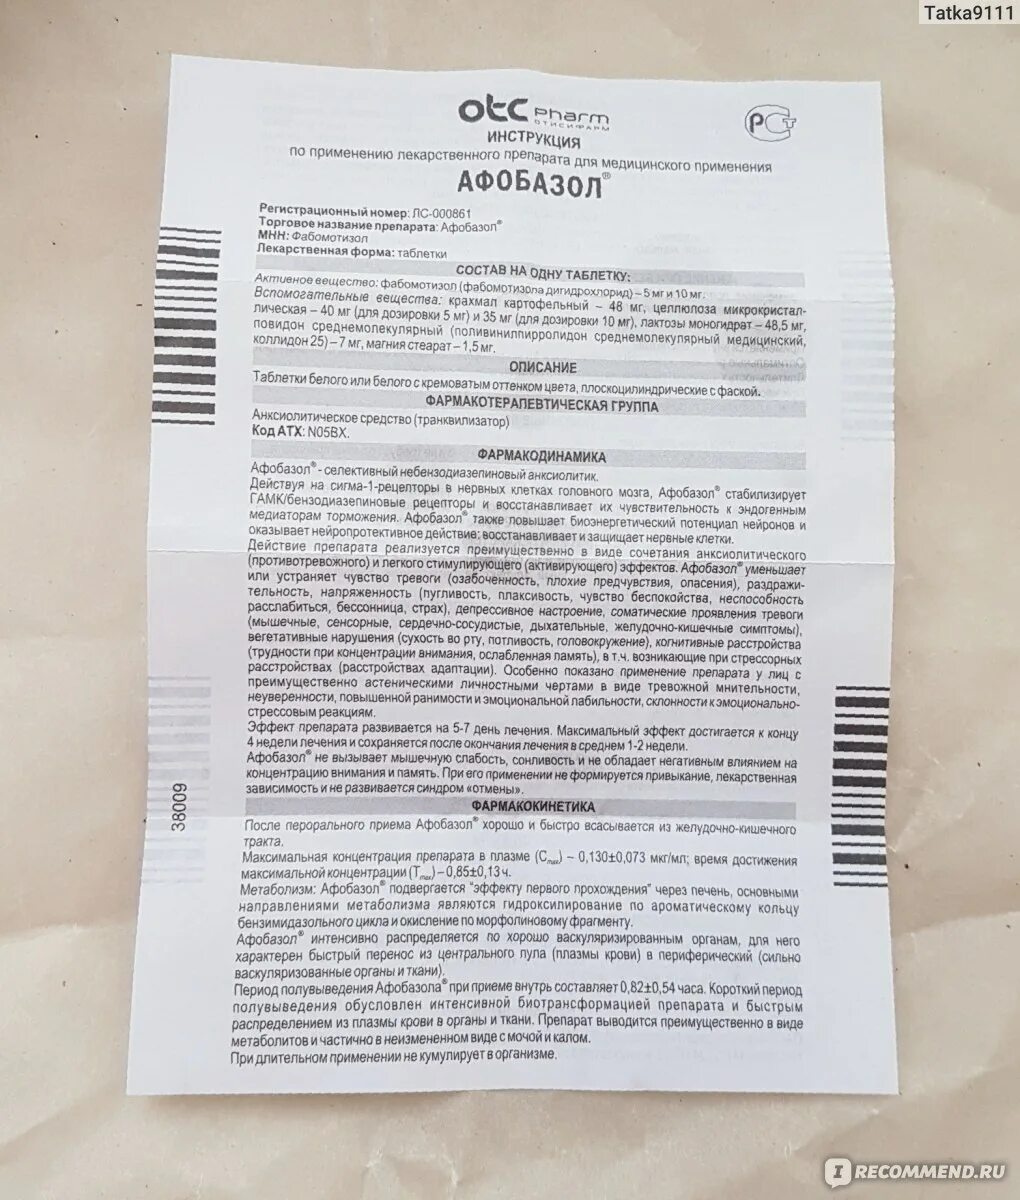 Tatka9111
отс Pharm
ОТИСИФАРМ
РСТ
ИНСТРУКЦИЯ
по применению лекарственного препарата для медицинского применения
АФОБАЗОЛ®
Регистрационный номер: ЛС-000861
Торговое название препарата: Афобазол®
МНН: Фабомотизол
Лекарственная форма: таблетки
СОСТАВ НА ОДНУ ТАБЛЕТКУ:
Активное вещество: фабомотизол (фабомотизола дигидрохлорид) – 5 мг и 10 мг.
Вспомогательные вещества: крахмал картофельный – 48 мг, целлюлоза микрокристал-
лическая – 40 мг (для дозировки 5 мг) и 35 мг (для дозировки 10 мг), лактозы моногидрат – 48,5 мг,
повидон среднемолекулярный (поливинилпирролидон среднемолекулярный медицинский,
коллидон 25) – 7 мг, магния стеарат – 1,5 мг.
ОПИСАНИЕ
Таблетки белого или белого с кремоватым оттенком цвета, плоскоцилиндрические с фаской.
ФАРМАКОТЕРАПЕВТИЧЕСКАЯ ГРУППА
Анксиолитическое средство (транквилизатор)
Код АТХ: N05BX.
ФАРМАКОДИНАМИКА
Афобазол® - селективный небензодиазепиновый анксиолитик.
Действуя на сигма-1-рецепторы в нервных клетках головного мозга, Афобазол® стабилизирует
ГАМК/бензодиазепиновые рецепторы и восстанавливает их чувствительность к эндогенным
медиаторам торможения. Афобазол® также повышает биоэнергетический потенциал нейронов и
оказывает нейропротективное действие: восстанавливает и защищает нервные клетки.
Действие препарата реализуется преимущественно в виде сочетания анксиолитического
(противотревожного) и легкого стимулирующего (активирующего) эффектов. Афобазол® уменьшает
или устраняет чувство тревоги (озабоченность, плохие предчувствия, опасения), раздражи-
тельность, напряженность (пугливость, плаксивость, чувство беспокойства, неспособность
расслабиться, бессонница, страх), депрессивное настроение, соматические проявления тревоги
(мышечные, сенсорные, сердечно-сосудистые, дыхательные, желудочно-кишечные симптомы),
вегетативные нарушения (сухость во рту, потливость, головокружение), когнитивные расстройства
(трудности при концентрации внимания, ослабленная память), в т.ч. возникающие при стрессорных
расстройствах (расстройствах адаптации). Особенно показано применение препарата у лиц с
преимущественно астеническими личностными чертами в виде тревожной мнительности,
неуверенности, повышенной ранимости и эмоциональной лабильности, склонности к эмоционально-
стрессовым реакциям.
Эффект препарата развивается на 5-7 день лечения. Максимальный эффект достигается к концу
4 недели лечения и сохраняется после окончания лечения в среднем 1-2 недели.
Афобазол® не вызывает мышечную слабость, сонливость и не обладает негативным влиянием на
концентрацию внимания и память. При его применении не формируется привыкание, лекарственная
зависимость и не развивается синдром «отмены».
ФАРМАКОКИНЕТИКА
После перорального приема Афобазол® хорошо и быстро всасывается из желудочно-кишечного
тракта.
Максимальная концентрация препарата в плазме (Cmax) – 0,130±0,073 мкг/мл; время достижения
максимальной концентрации (Tmax) – 0,85±0,13 ч.
Метаболизм: Афобазол® подвергается "эффекту первого прохождения" через печень, основными
направлениями метаболизма являются гидроксилирование по ароматическому кольцу
бензимидазольного цикла и окисление по морфолиновому фрагменту.
Афобазол® интенсивно распределяется по хорошо васкуляризированным органам, для него
характерен быстрый перенос из центрального пула (плазмы крови) в периферический (сильно
васкуляризованные органы и ткани).
Период полувыведения Афобазола® при приеме внутрь составляет 0,82±0,54 часа. Короткий период
полувыведения обусловлен интенсивной биотрансформацией препарата и быстрым
распределением из плазмы крови в органы и ткани. Препарат выводится преимущественно в виде
метаболитов и частично в неизмененном виде с мочой и калом.
При длительном применении не кумулирует в организме.
38009
IRECOMMEND.RU